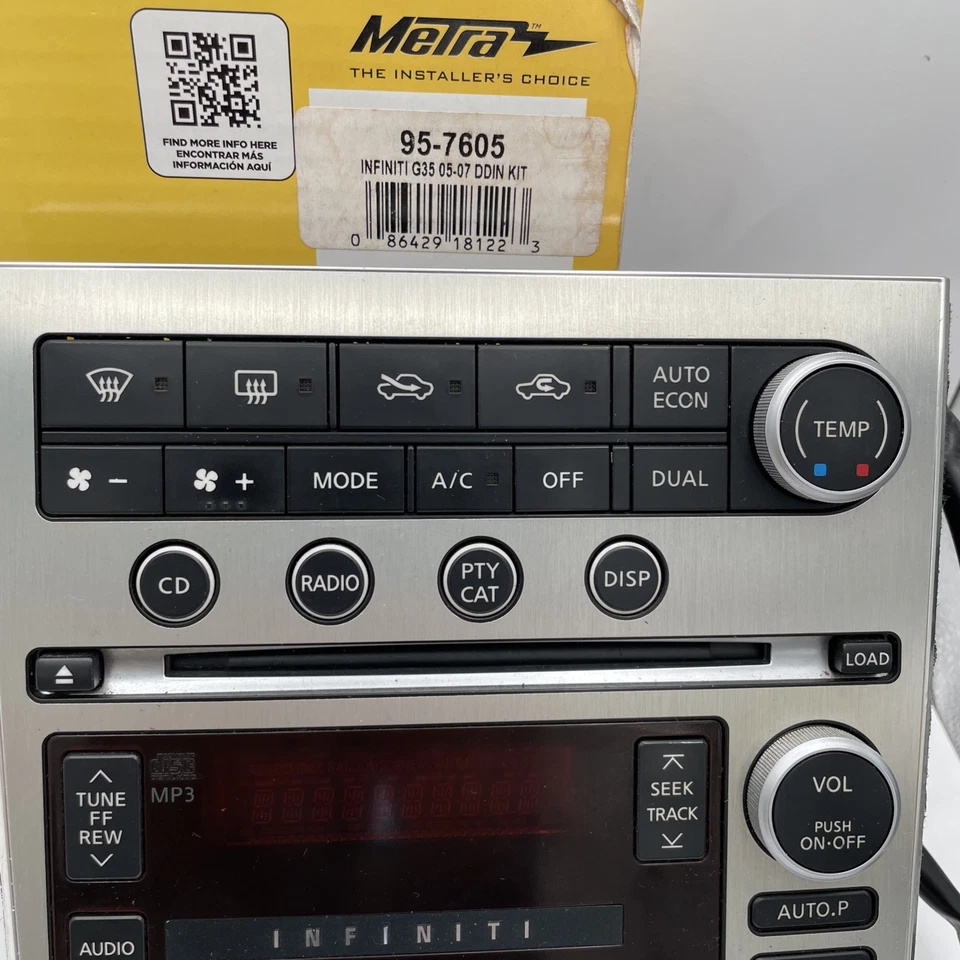 METRA™
THE INSTALLER'S CHOICE
FIND MORE INFO HERE
ENCONTRAR MÁS
INFORMACIÓN AQUÍ
95-7605
INFINITI G35 05-07 DDIN KIT
0 86429 18122 3
AUTO
ECON
TEMP
- + MODE A/C OFF DUAL
CD RADIO PTY
CAT DISP
LOAD
TUNE
FF
REW
disc
MP3
SEEK
TRACK
VOL
PUSH
ON·OFF
AUTO.P
AUDIO
INFINITI